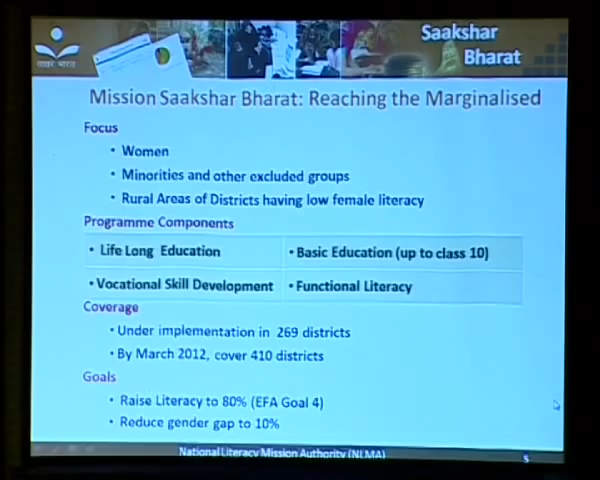 Saakshar
Bharat
साक्षर भारत
Mission Saakshar Bharat: Reaching the Marginalised
Focus
• Women
• Minorities and other excluded groups
• Rural Areas of Districts having low female literacy
Programme Components
• Life Long Education
• Basic Education (up to class 10)
• Vocational Skill Development
• Functional Literacy
Coverage
• Under implementation in 269 districts
• By March 2012, cover 410 districts
Goals
• Raise Literacy to 80% (EFA Goal 4)
• Reduce gender gap to 10%
National Literacy Mission Authority (NLMA)
5